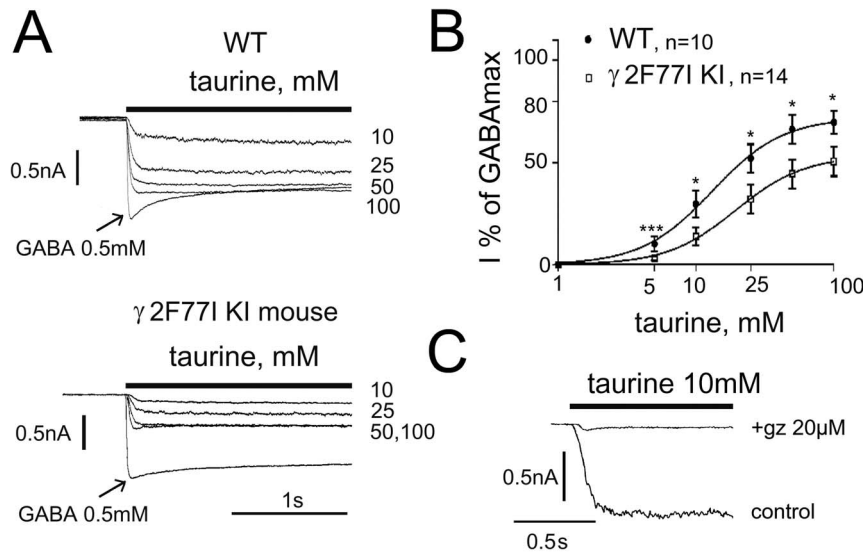 A
WT
taurine, mM
10
25
50
100
0.5nA
GABA 0.5mM
γ2F77I KI mouse
taurine, mM
10
25
50,100
0.5nA
GABA 0.5mM
1s
B
WT, n=10
γ2F77I KI, n=14
I % of GABAmax
100
80
50
0
***
*
*
*
*
1
5
10
25
100
taurine, mM
C
taurine 10mM
+gz 20μM
0.5nA
control
0.5s